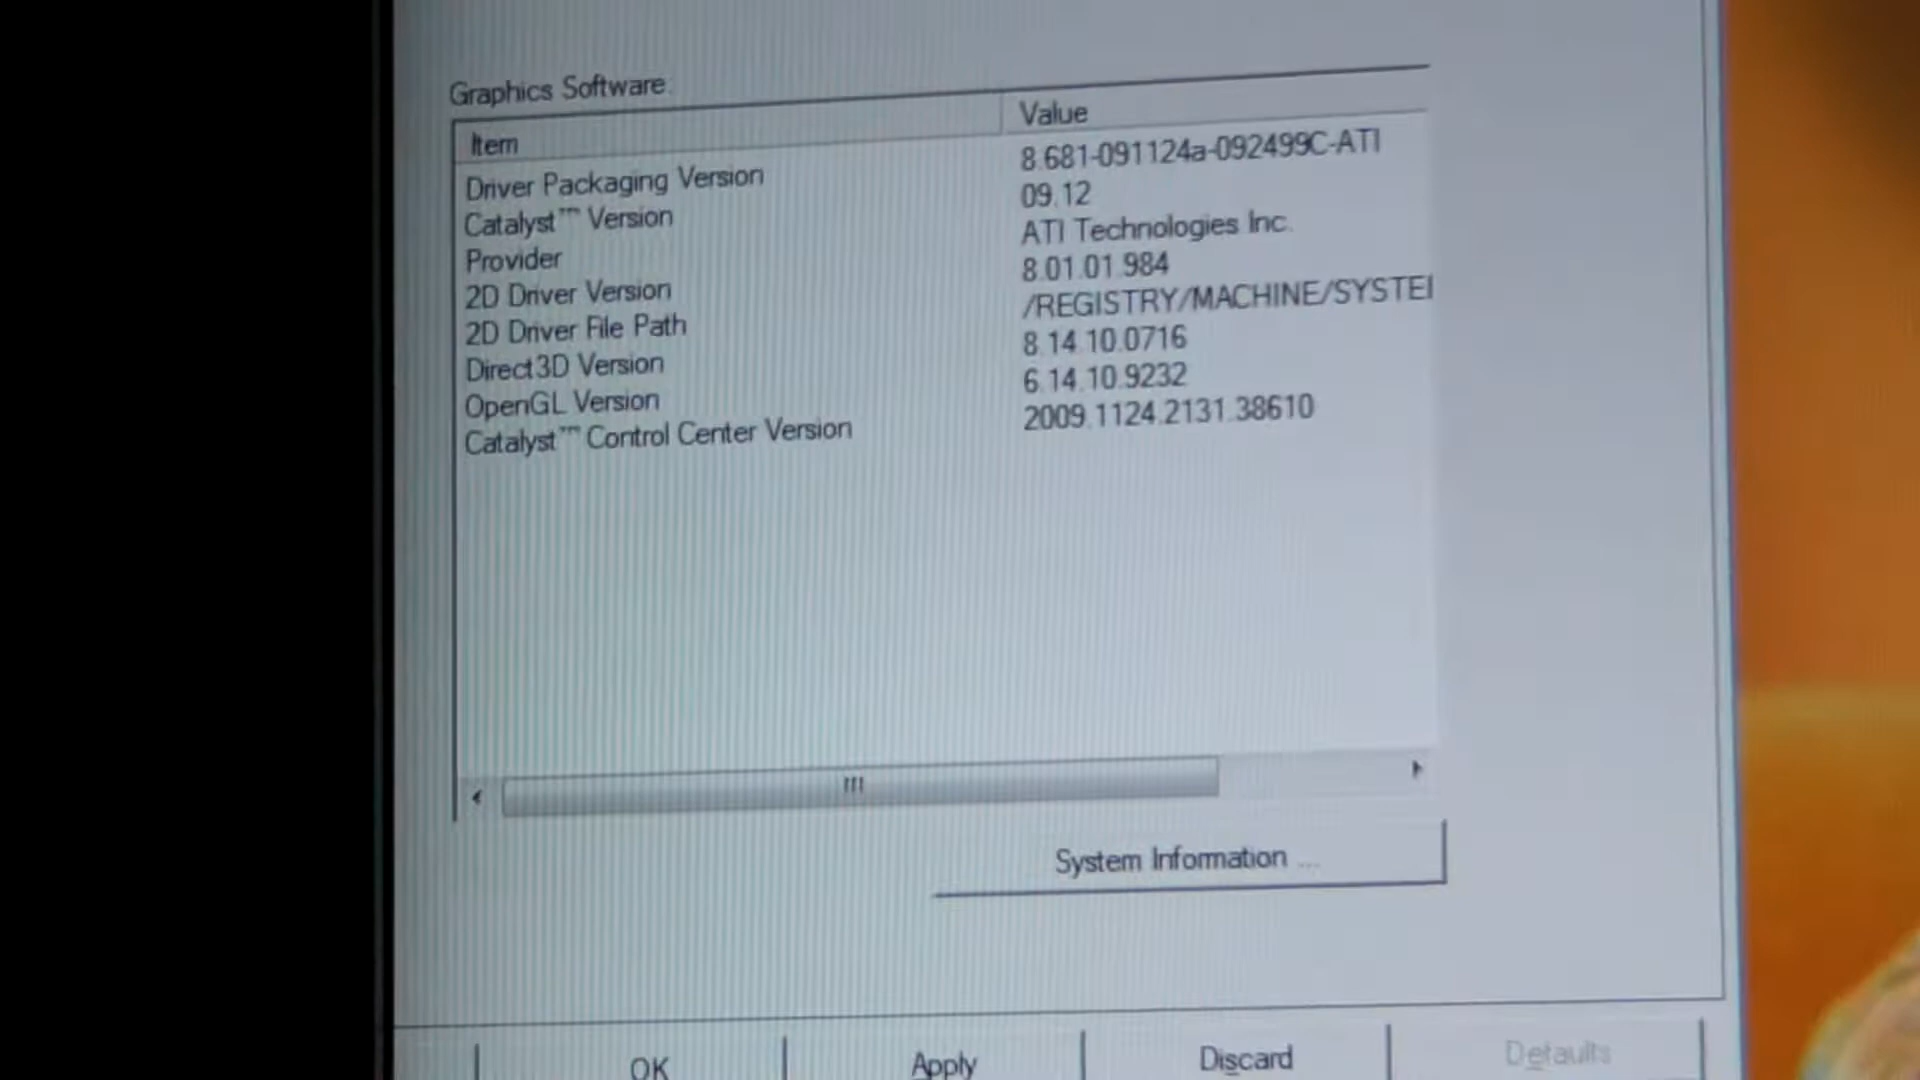 Graphics Software
Item Value
Driver Packaging Version 8.681-091124a-092499C-ATI
Catalyst™ Version 09.12
Provider ATI Technologies Inc.
2D Driver Version 8.01.01.984
2D Driver File Path /REGISTRY/MACHINE/SYSTEI
Direct3D Version 8.14.10.0716
OpenGL Version 6.14.10.9232
Catalyst™ Control Center Version 2009.1124.2131.38610
System Information ...
OK Apply Discard Defaults